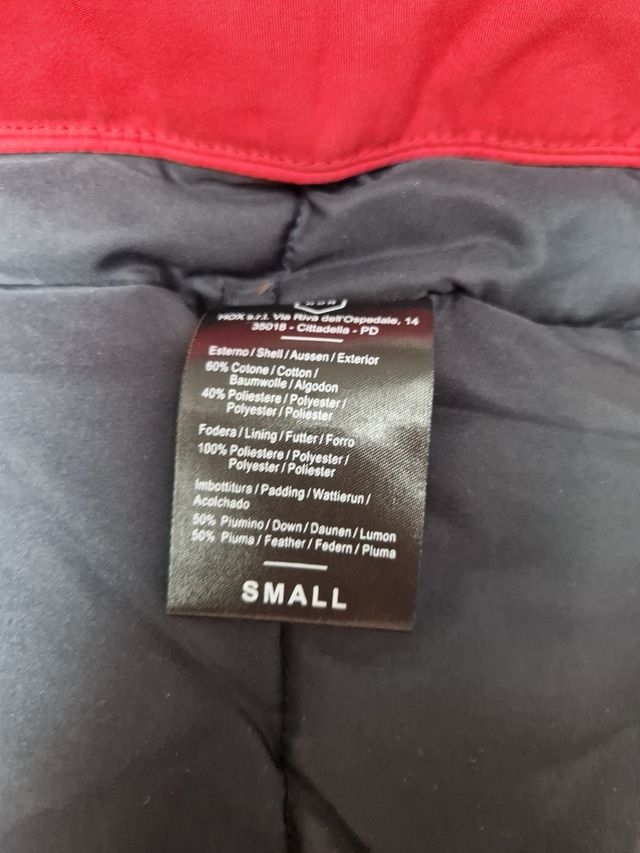 HOX s.r.l. Via Riva dell'Ospedale, 14
35018 - Cittadella - PD
Esterno / Shell / Aussen / Exterior
60% Cotone / Cotton /
Baumwolle / Algodon
40% Poliestere / Polyester /
Polyester / Poliester
Fodera / Lining / Futter / Forro
100% Poliestere / Polyester /
Polyester / Poliester
Imbottitura / Padding / Wattierun /
Acolchado
50% Piumino / Down / Daunen / Lumon
50% Piuma / Feather / Federn / Pluma
SMALL